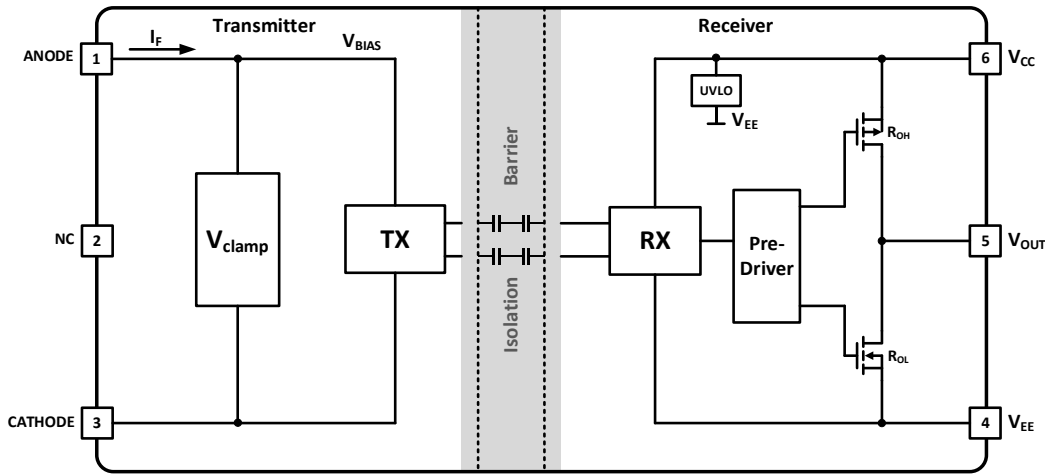 Transmitter
Receiver
ANODE
1
I_F
V_BIAS
6
V_CC
UVLO
V_EE
R_OH
Barrier
NC
2
V_clamp
TX
RX
Pre-
Driver
5
V_OUT
Isolation
R_OL
CATHODE
3
4
V_EE